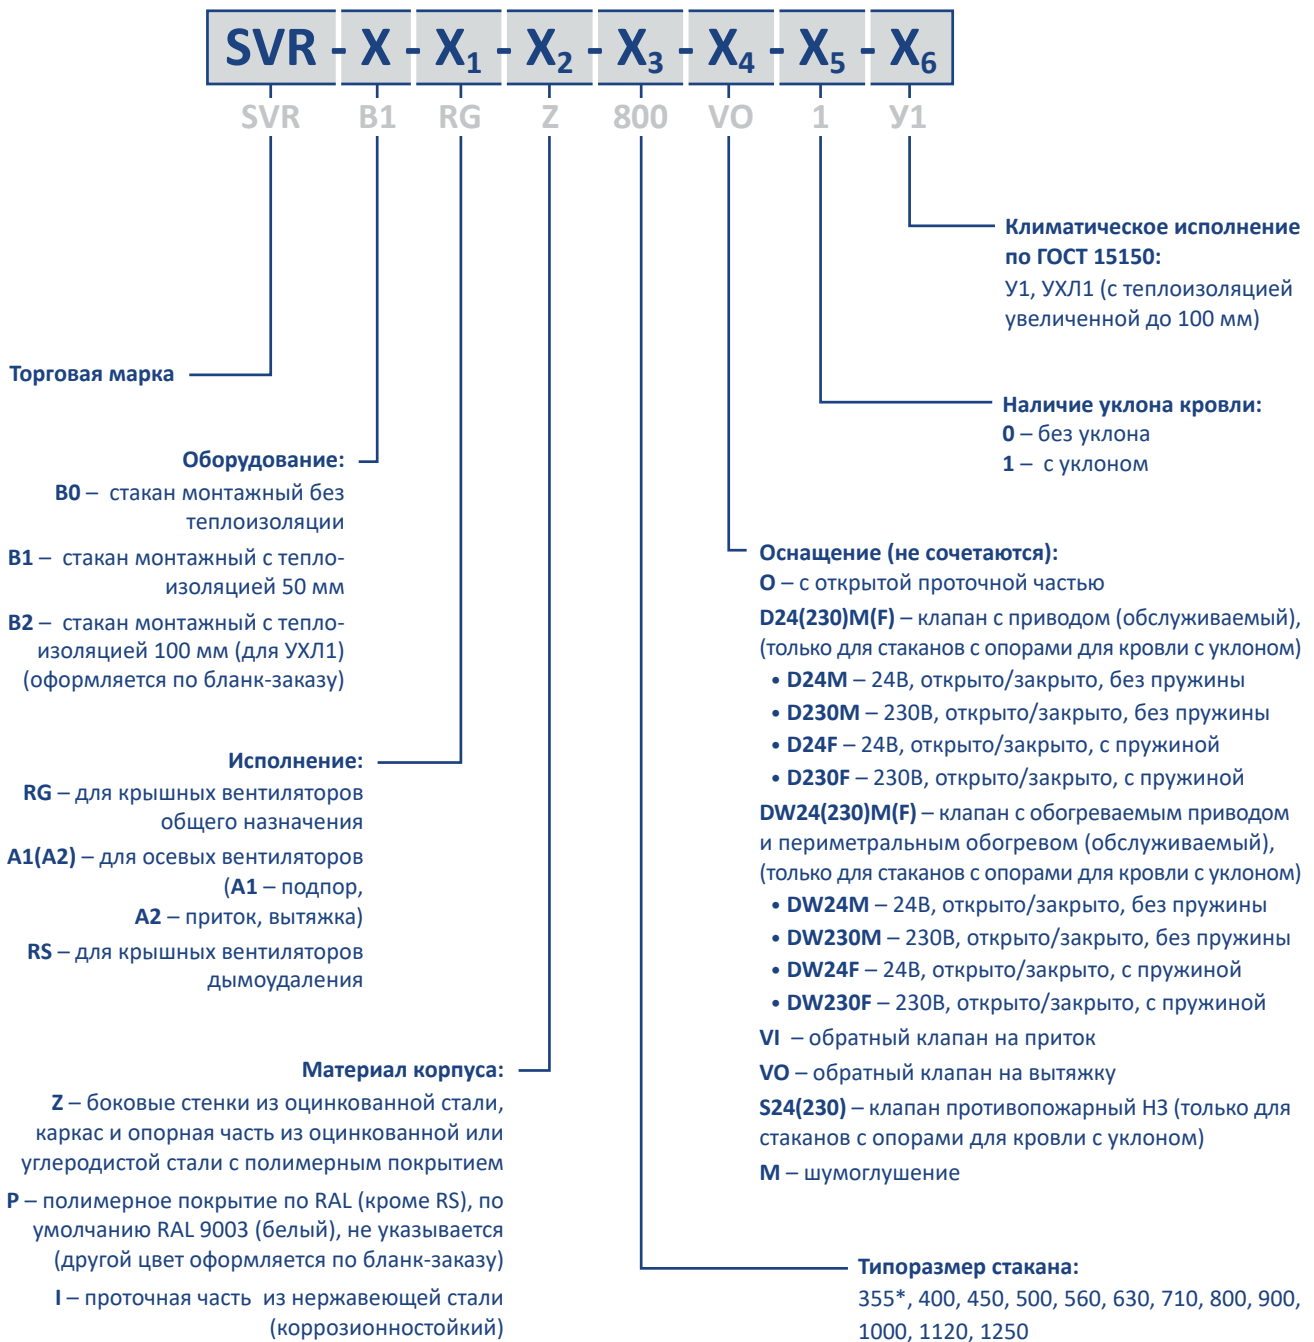 SVR - X - X₁ - X₂ - X₃ - X₄ - X₅ - X₆
SVR B1 RG Z 800 VO 1 У1
Торговая марка
Оборудование:
B0 – стакан монтажный без
теплоизоляции
B1 – стакан монтажный с тепло-
изоляцией 50 мм
B2 – стакан монтажный с тепло-
изоляцией 100 мм (для УХЛ1)
(оформляется по бланк-заказу)
Исполнение:
RG – для крышных вентиляторов
общего назначения
A1(A2) – для осевых вентиляторов
(A1 – подпор,
A2 – приток, вытяжка)
RS – для крышных вентиляторов
дымоудаления
Материал корпуса:
Z – боковые стенки из оцинкованной стали,
каркас и опорная часть из оцинкованной или
углеродистой стали с полимерным покрытием
P – полимерное покрытие по RAL (кроме RS), по
умолчанию RAL 9003 (белый), не указывается
(другой цвет оформляется по бланк-заказу)
I – проточная часть из нержавеющей стали
(коррозионностойкий)
Климатическое исполнение
по ГОСТ 15150:
У1, УХЛ1 (с теплоизоляцией
увеличенной до 100 мм)
Наличие уклона кровли:
0 – без уклона
1 – с уклоном
Оснащение (не сочетаются):
O – с открытой проточной частью
D24(230)M(F) – клапан с приводом (обслуживаемый),
(только для стаканов с опорами для кровли с уклоном)
• D24M – 24В, открыто/закрыто, без пружины
• D230M – 230В, открыто/закрыто, без пружины
• D24F – 24В, открыто/закрыто, с пружиной
• D230F – 230В, открыто/закрыто, с пружиной
DW24(230)M(F) – клапан с обогреваемым приводом
и периметральным обогревом (обслуживаемый),
(только для стаканов с опорами для кровли с уклоном)
• DW24M – 24В, открыто/закрыто, без пружины
• DW230M – 230В, открыто/закрыто, без пружины
• DW24F – 24В, открыто/закрыто, с пружиной
• DW230F – 230В, открыто/закрыто, с пружиной
VI – обратный клапан на приток
VO – обратный клапан на вытяжку
S24(230) – клапан противопожарный НЗ (только для
стаканов с опорами для кровли с уклоном)
M – шумоглушение
Типоразмер стакана:
355*, 400, 450, 500, 560, 630, 710, 800, 900,
1000, 1120, 1250